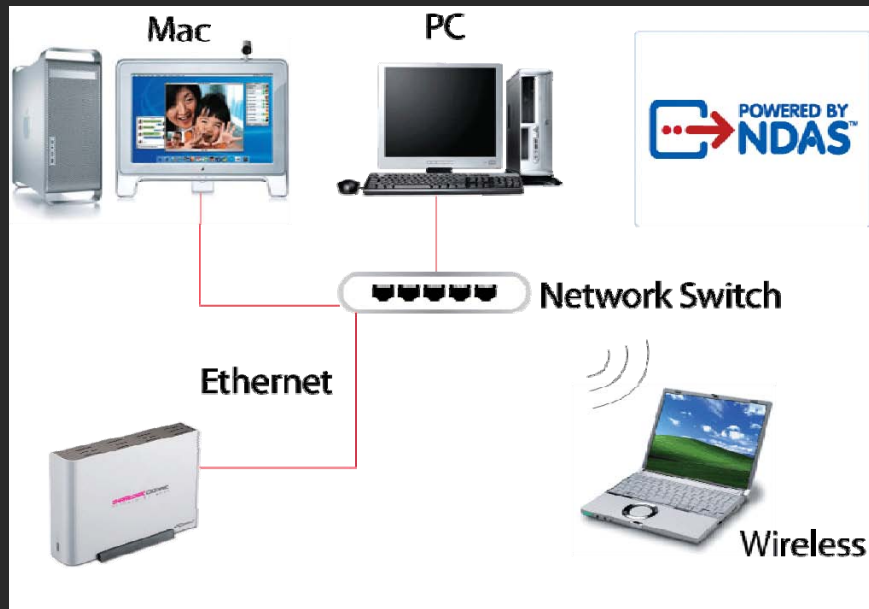 Mac
PC
POWERED BY
NDAS™
Network Switch
Ethernet
Wireless